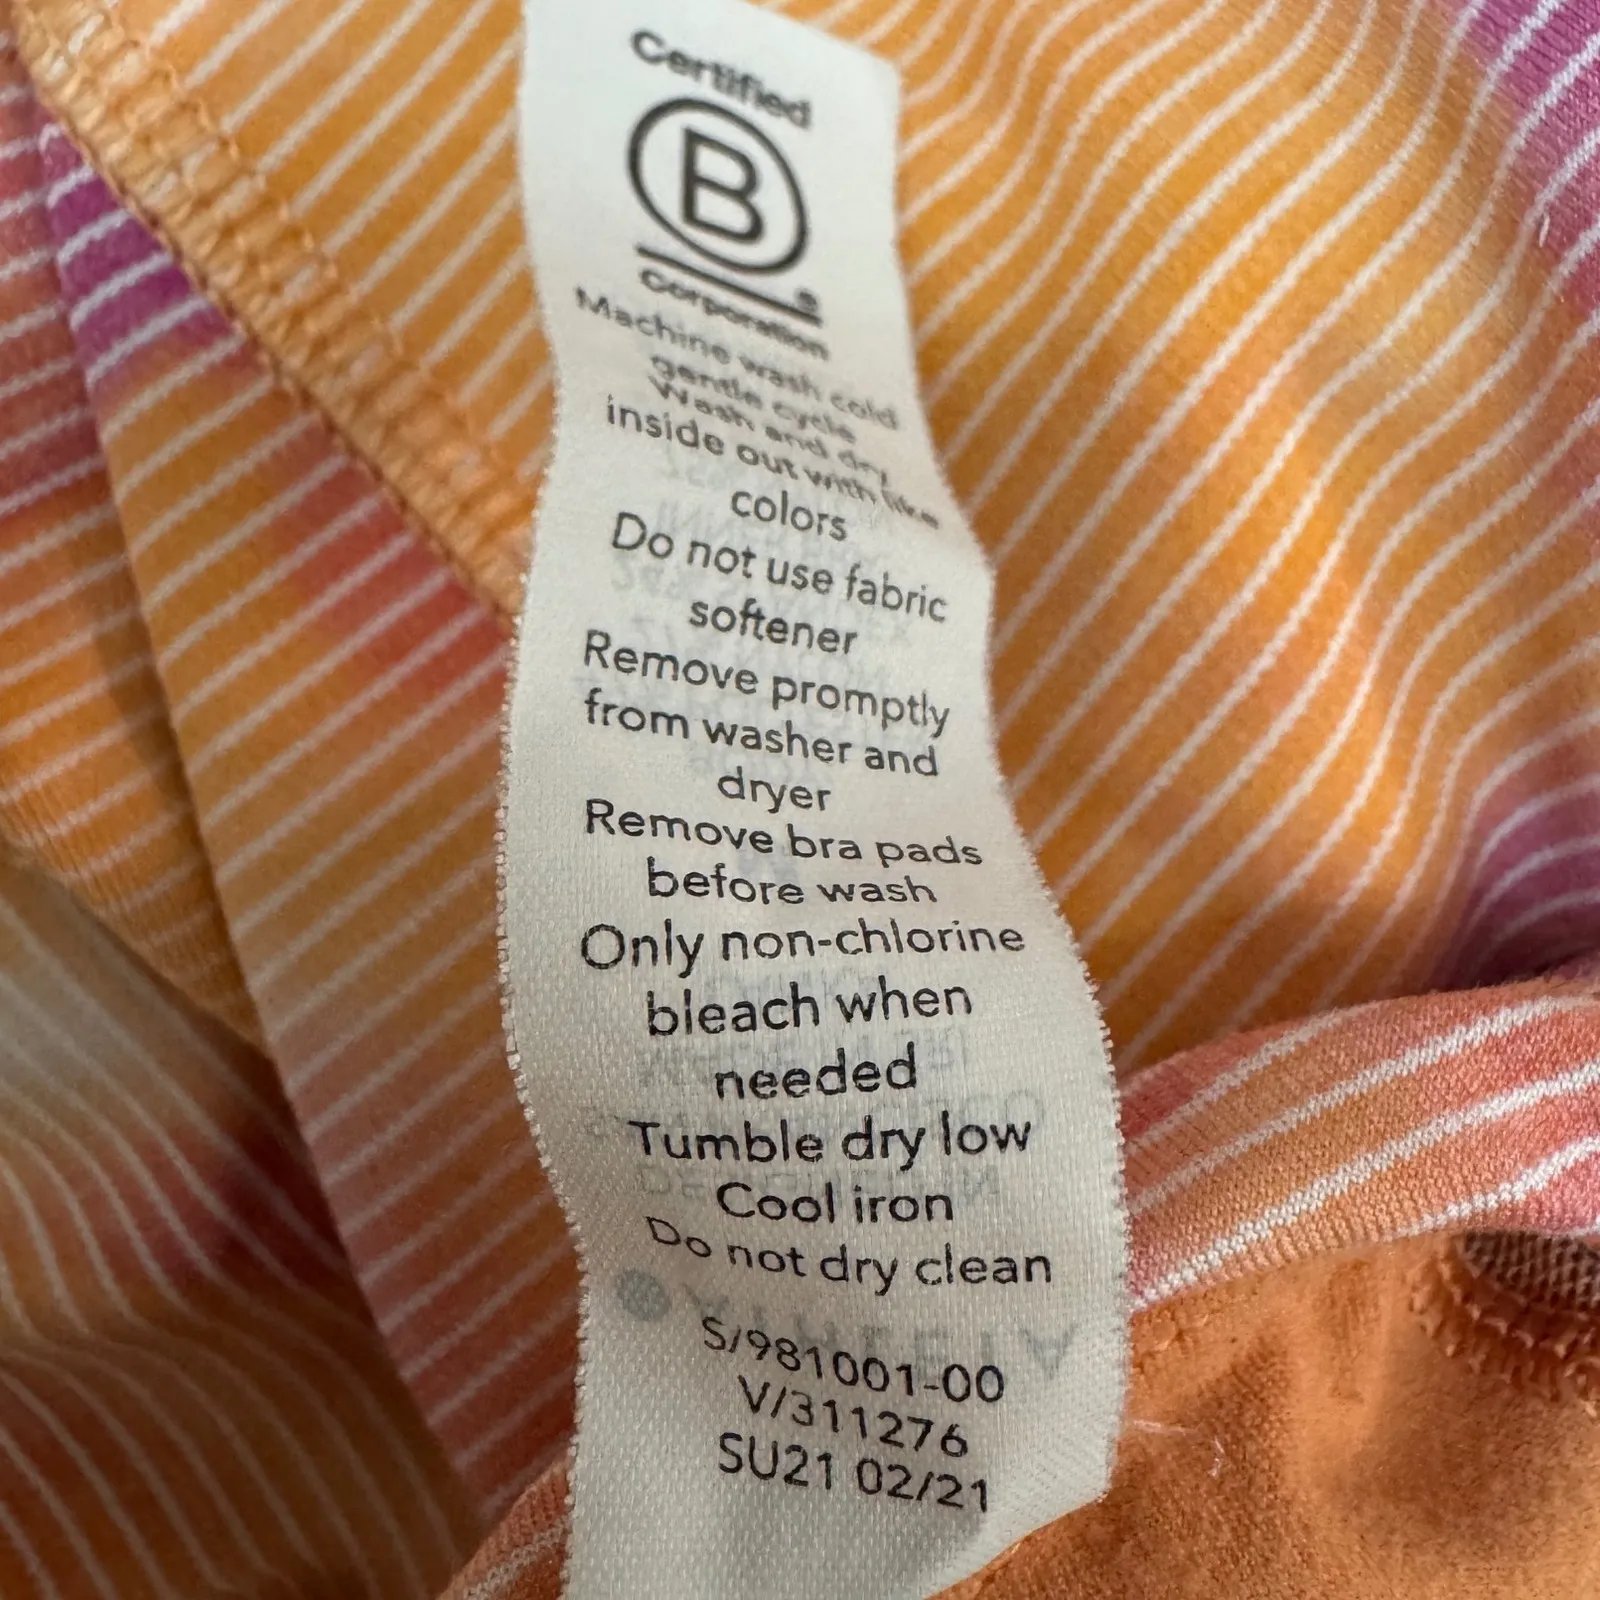 Certified
B
Corporation
Machine wash cold
gentle cycle
Wash and dry
inside out with like
colors
Do not use fabric
softener
Remove promptly
from washer and
dryer
Remove bra pads
before wash
Only non-chlorine
bleach when
needed
Tumble dry low
Cool iron
Do not dry clean
S/981001-00
V/311276
SU21 02/21